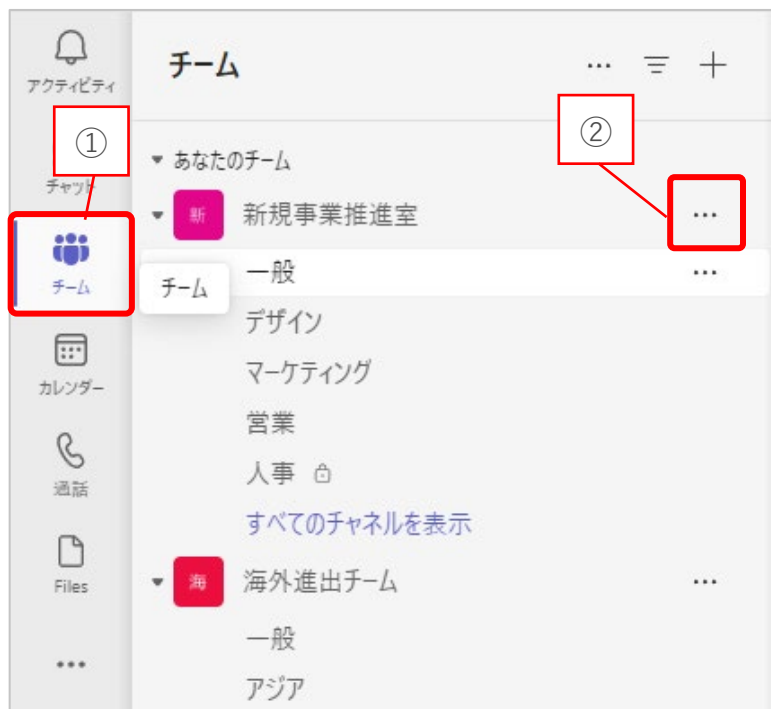 アクティビティ
チャット
チーム
カレンダー
通話
Files
•••
①
②
チーム
… 
あなたのチーム
新 新規事業推進室 …
一般 …
チーム
デザイン
マーケティング
営業
人事
すべてのチャネルを表示
海 海外進出チーム …
一般
アジア